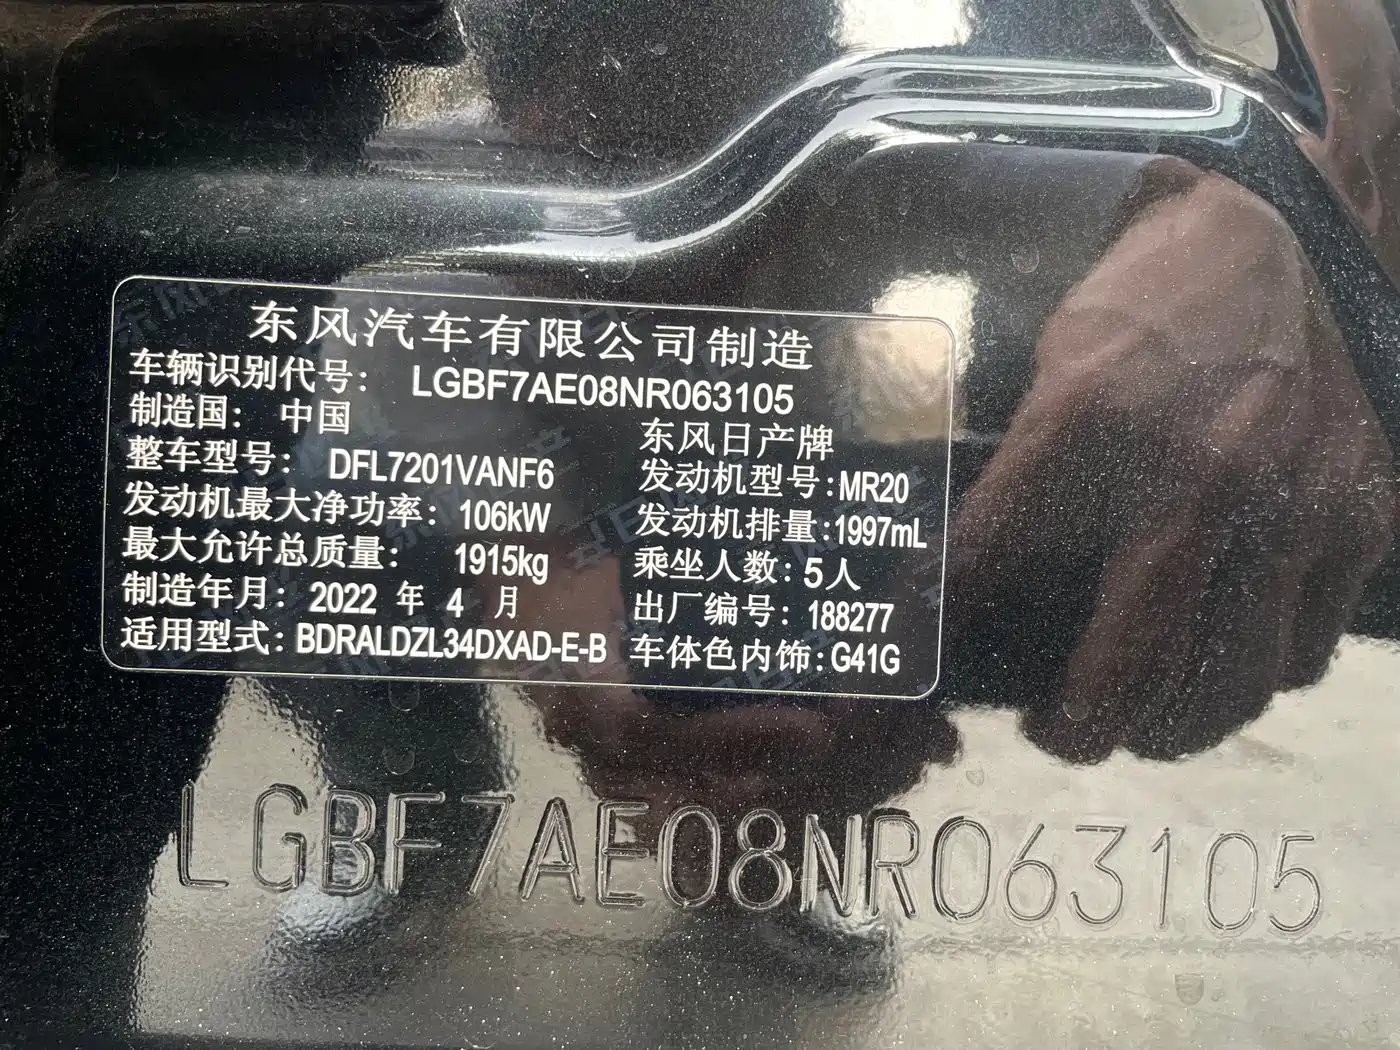 东风汽车有限公司制造
车辆识别代号： LGBF7AE08NR063105
制造国： 中国 东风日产牌
整车型号： DFL7201VANF6 发动机型号:MR20
发动机最大净功率： 106kW 发动机排量:1997mL
最大允许总质量： 1915kg 乘坐人数: 5人
制造年月: 2022 年 4 月 出厂编号: 188277
适用型式: BDRALDZL34DXAD-E-B 车体色内饰:G41G
LGBF7AE08NR063105